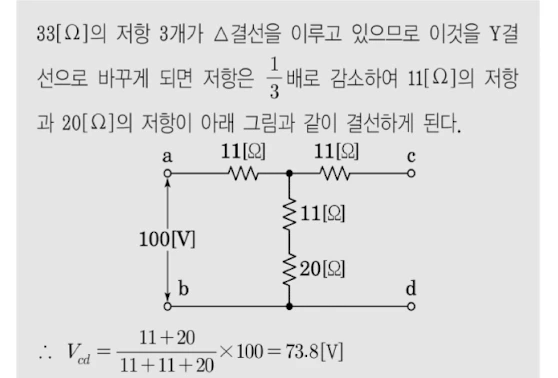 33[Ω]의 저항 3개가 △결선을 이루고 있으므로 이것을 Y결
선으로 바꾸게 되면 저항은 1/3배로 감소하여 11[Ω]의 저항
과 20[Ω]의 저항이 아래 그림과 같이 결선하게 된다.
a 11[Ω] 11[Ω] c
11[Ω]
100[V]
20[Ω]
b d
∴ V_cd = (11+20)/(11+11+20) ×100 = 73.8[V]